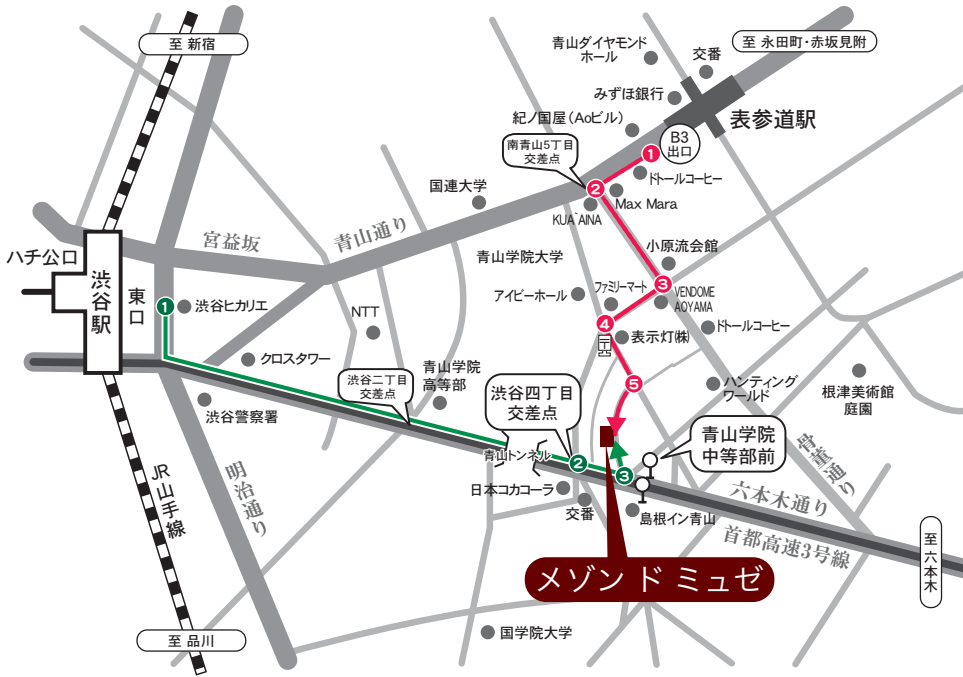 至 新宿
青山ダイヤモンド
ホール
交番
至 永田町・赤坂見附
みずほ銀行
紀ノ国屋(Aoビル)
表参道駅
B3
出口
南青山5丁目
交差点
1
2
ドトールコーヒー
Max Mara
KUA`AINA
国連大学
青山通り
宮益坂
ハチ公口
渋谷駅
東口
青山学院大学
小原流会館
3
VENDOME
AOYAMA
アイビーホール
ファミリーマート
4
〒
表示灯㈱
ドトールコーヒー
1
渋谷ヒカリエ
NTT
クロスタワー
青山学院
高等部
渋谷二丁目
交差点
渋谷四丁目
交差点
5
ハンティング
ワールド
根津美術館
庭園
渋谷警察署
青山学院
中等部前
骨董通り
青山トンネル
2
3
日本コカコーラ
交番
島根イン青山
六本木通り
首都高速3号線
至 六本木
JR山手線
明治通り
メゾン ド ミュゼ
至 品川
国学院大学